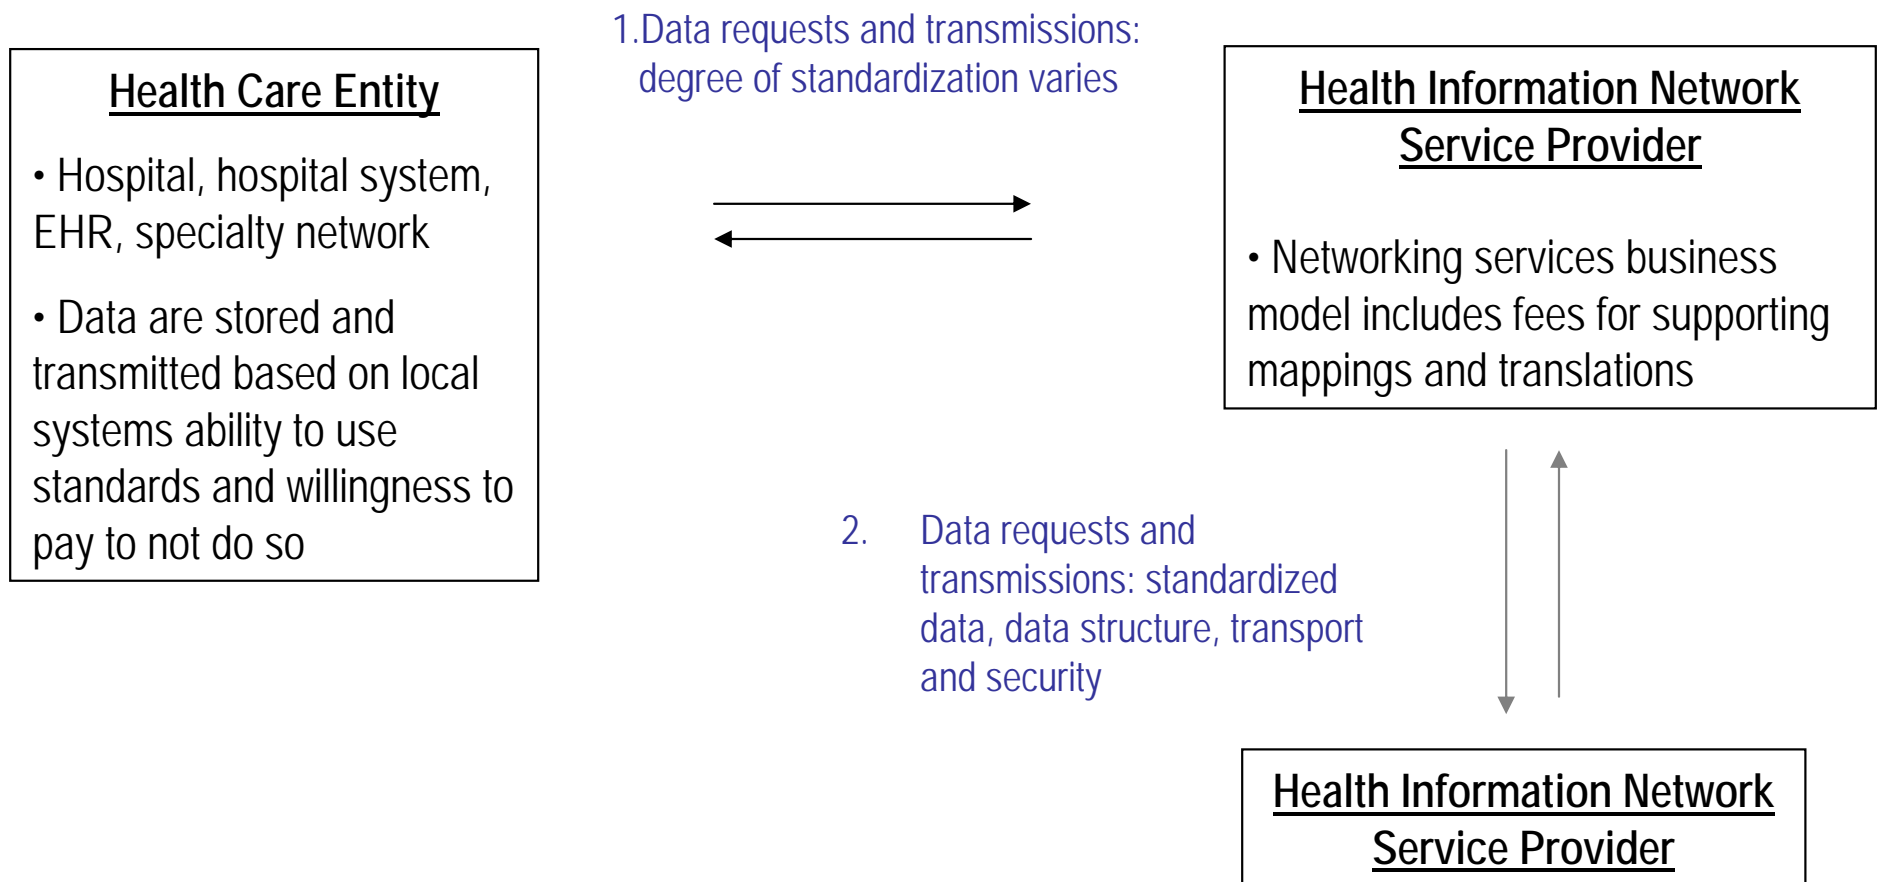 1.Data requests and transmissions:
degree of standardization varies
Health Care Entity
• Hospital, hospital system,
EHR, specialty network
• Data are stored and
transmitted based on local
systems ability to use
standards and willingness to
pay to not do so
Health Information Network
Service Provider
• Networking services business
model includes fees for supporting
mappings and translations
2. Data requests and
transmissions: standardized
data, data structure, transport
and security
Health Information Network
Service Provider